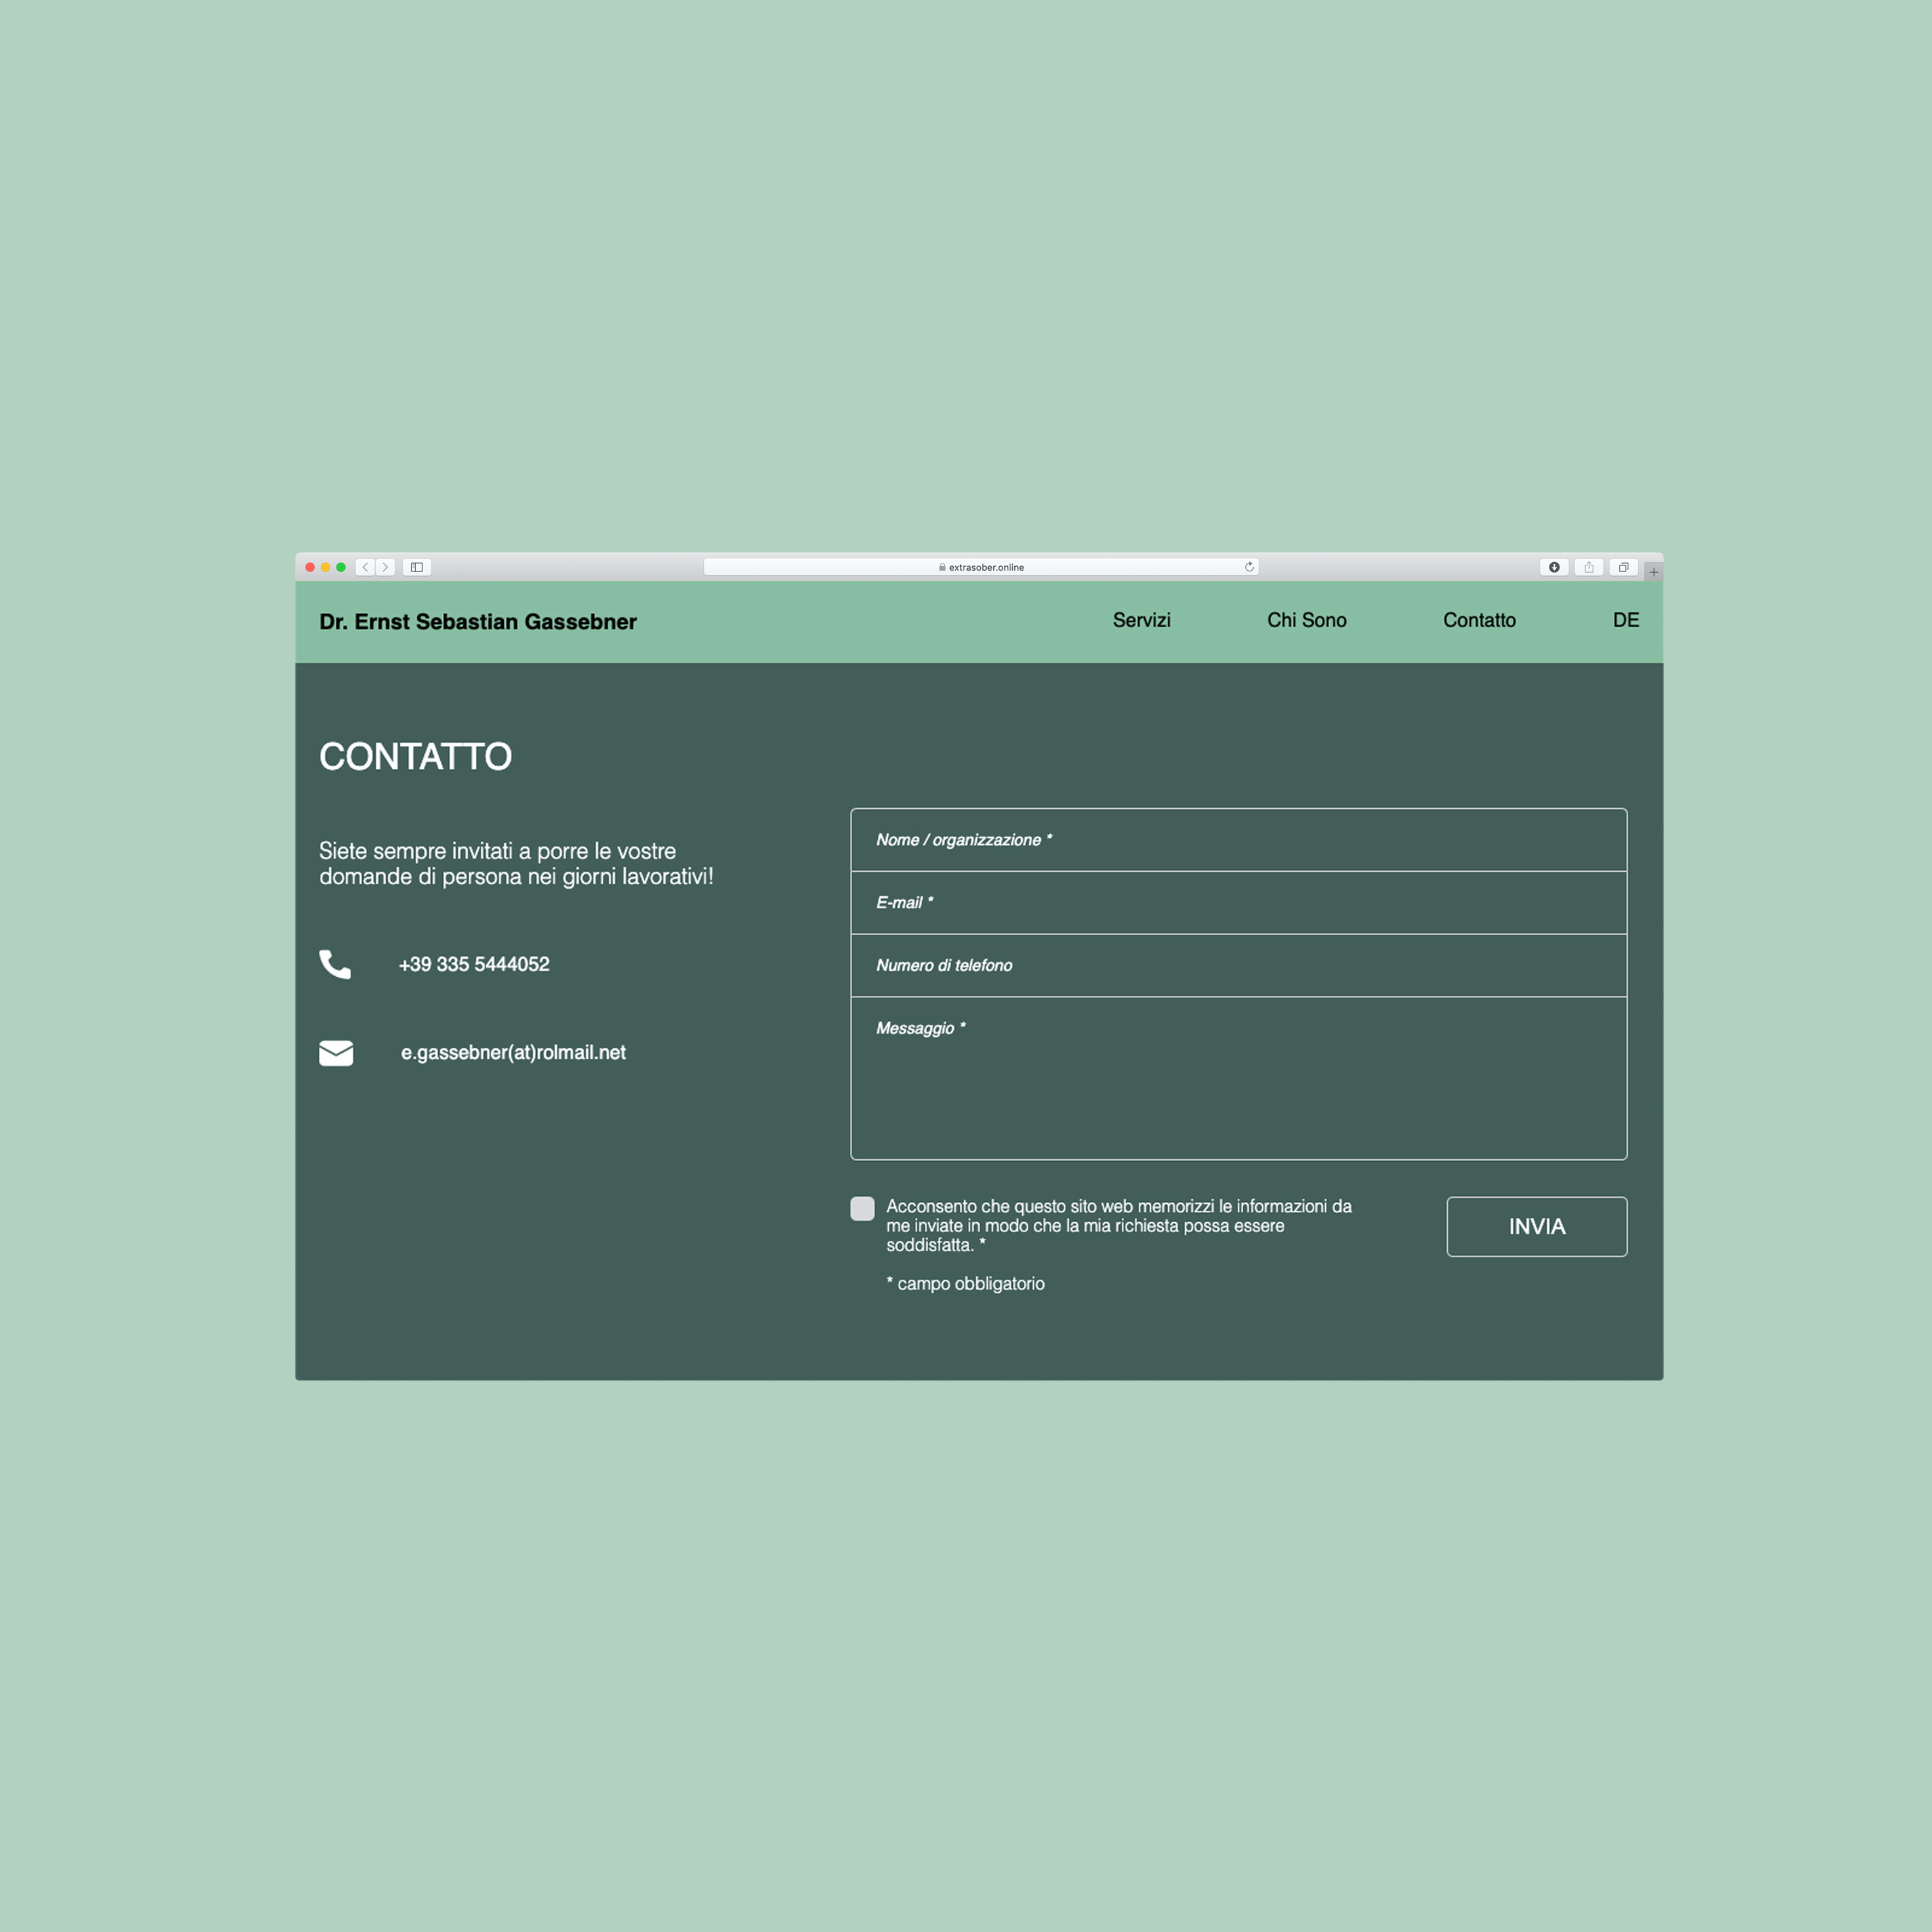 extrasober.online
Dr. Ernst Sebastian Gassebner
Servizi
Chi Sono
Contatto
DE
CONTATTO
Siete sempre invitati a porre le vostre
domande di persona nei giorni lavorativi!
+39 335 5444052
e.gassebner(at)rolmail.net
Nome / organizzazione *
E-mail *
Numero di telefono
Messaggio *
Acconsento che questo sito web memorizzi le informazioni da
me inviate in modo che la mia richiesta possa essere
soddisfatta. *
* campo obbligatorio
INVIA